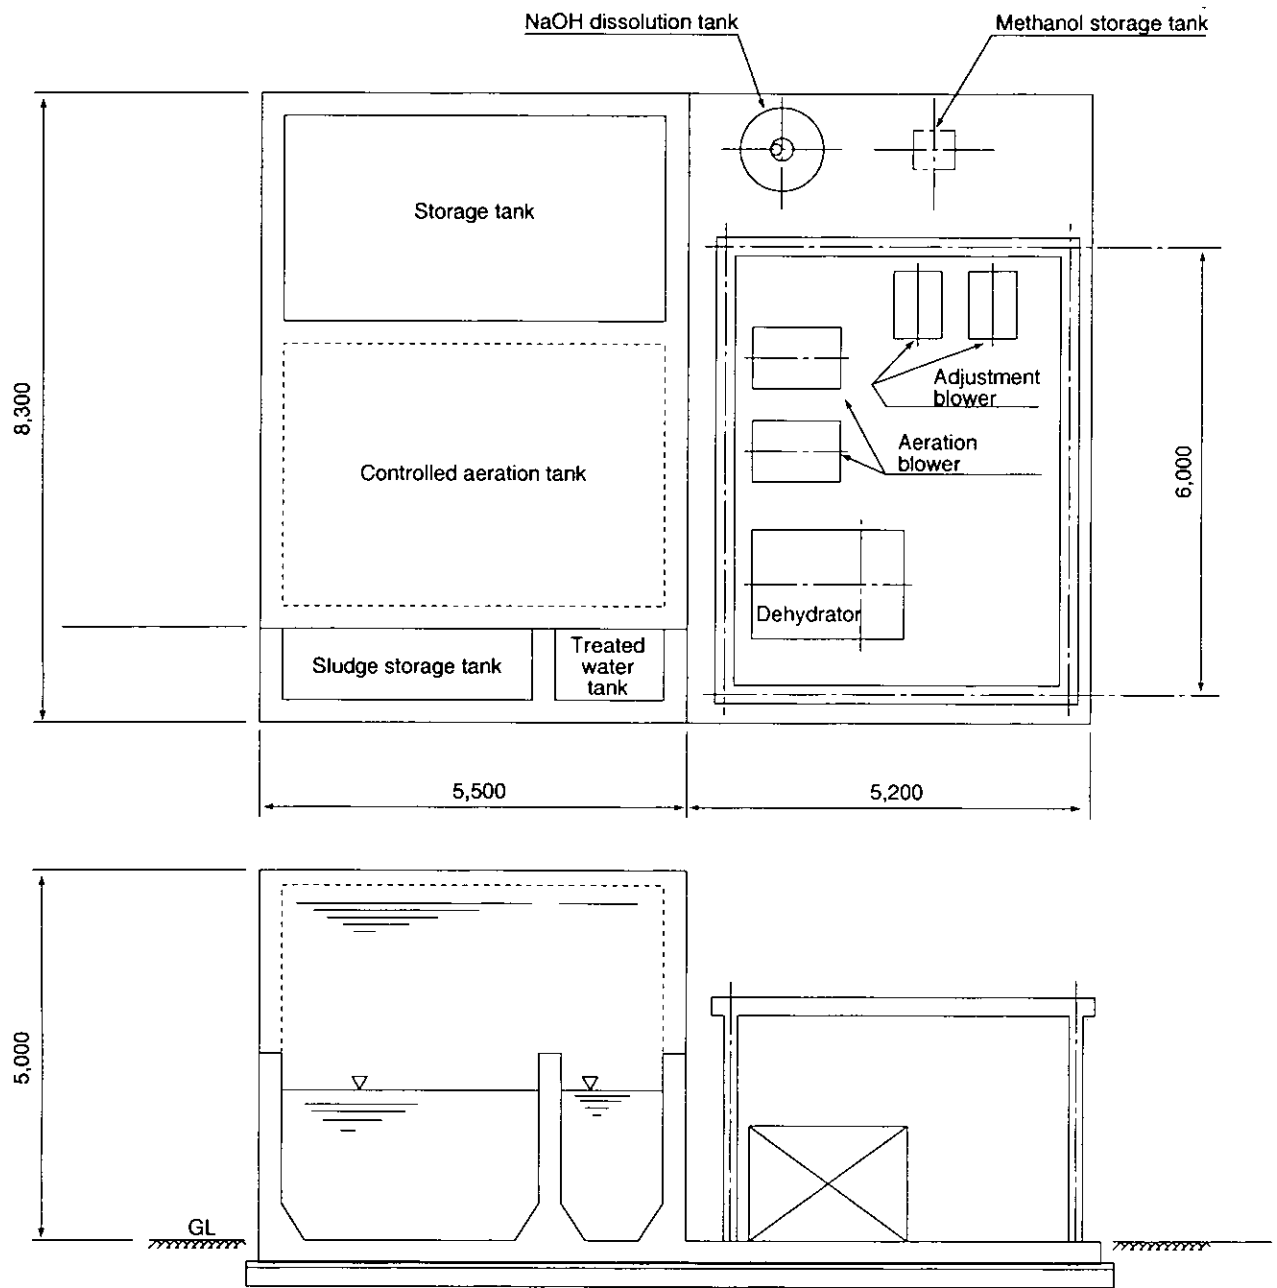 NaOH dissolution tank
Methanol storage tank
Storage tank
8,300
Adjustment
blower
Controlled aeration tank
Aeration
blower
6,000
Dehydrator
Sludge storage tank
Treated
water
tank
5,500
5,200
5,000
GL